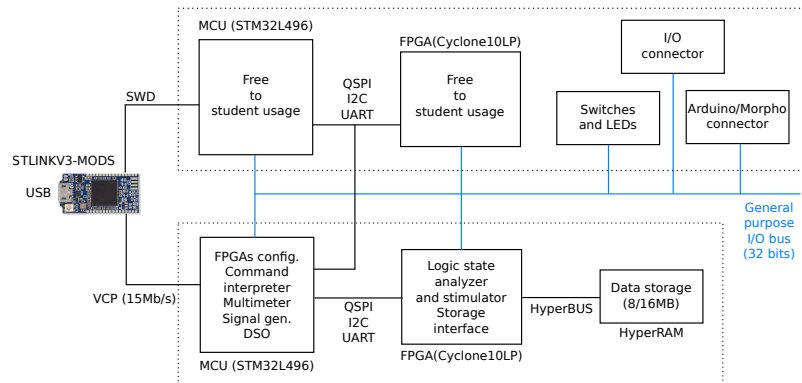 MCU (STM32L496)
Free
to
student usage
FPGA(Cyclone10LP)
Free
to
student usage
QSPI
I2C
UART
I/O
connector
Switches
and LEDs
Arduino/Morpho
connector
SWD
STLINKV3-MODS
USB
VCP (15Mb/s)
General
purpose
I/O bus
(32 bits)
FPGAs config.
Command
interpreter
Multimeter
Signal gen.
DSO
MCU (STM32L496)
QSPI
I2C
UART
Logic state
analyzer
and stimulator
Storage
interface
FPGA(Cyclone10LP)
HyperBUS
Data storage
(8/16MB)
HyperRAM